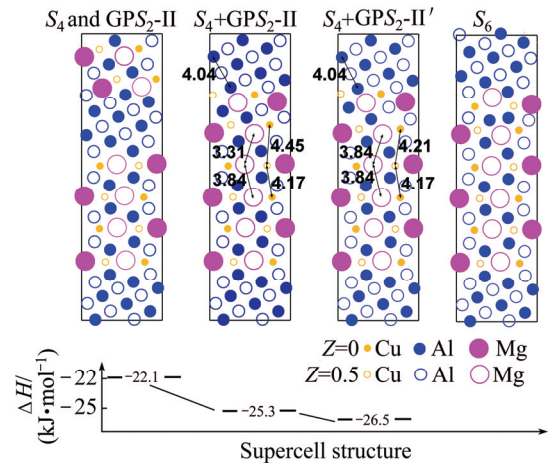 S₄ and GPS₂-II
S₄+GPS₂-II
S₄+GPS₂-II′
S₆
4.04
4.04
3.31
4.45
3.84
4.21
3.84
4.17
3.84
4.17
Z=0 Cu Al Mg
Z=0.5 Cu Al Mg
ΔH/
(kJ•mol⁻¹)
−22
−25
−22.1
−25.3
−26.5
Supercell structure